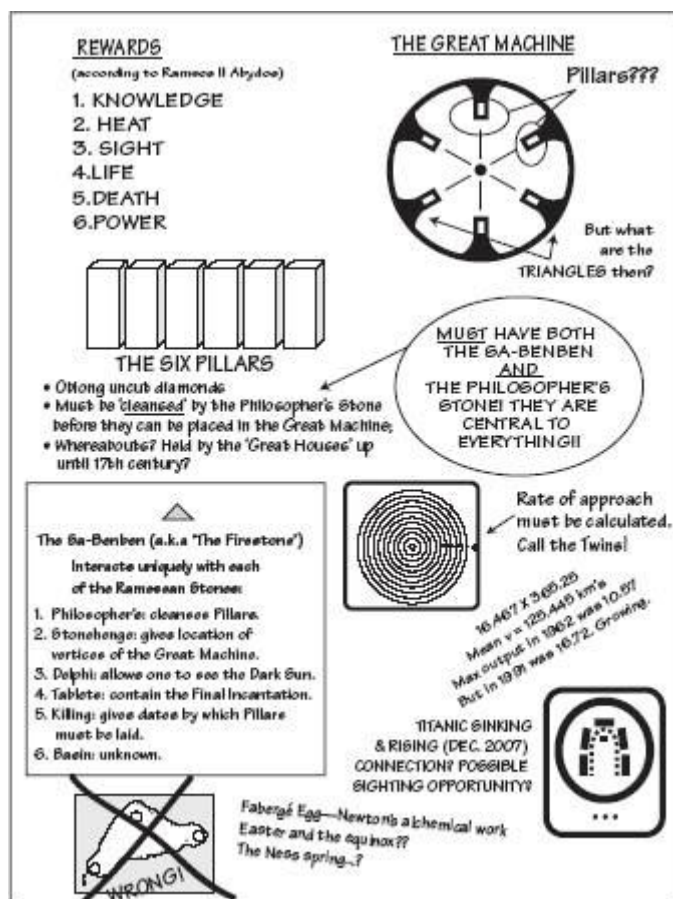 REWARDS
(according to Ramses II Abydos)
1. KNOWLEDGE
2. HEAT
3. SIGHT
4.LIFE
5.DEATH
6.POWER
THE GREAT MACHINE
Pillars???
But what
are the
TRIANGLES then?
THE SIX PILLARS
• Oblong uncut diamonds
• Must be 'cleansed' by the Philosopher's Stone
before they can be placed in the Great Machine;
• Whereabouts? Held by the 'Great Houses' up
until 17th century?
MUST HAVE BOTH
THE SA-BENBEN
AND
THE PHILOSOPHER'S
STONE! THEY ARE
CENTRAL TO
EVERYTHING!!
The Sa-Benben (a.k.a 'The Firestone')
Interacts uniquely with each
of the Ramesean Stones:
1. Philosopher's: cleanses Pillars.
2. Stonehenge: gives location of
vertices of the Great Machine.
3. Delphi: allows one to see the Dark Sun.
4. Tablets: contain the Final Incantation.
5. Killing: gives dates by which Pillars
must be laid.
6. Basin: unknown.
Rate of approach
must be calculated.
Call the Twins!
16.467 X 365.25
Mean v = 125.445 km's
Max output in 1962 was 10.57
But in 1991 was 16.72. Growing.
TITANIC SINKING
& RISING (DEC. 2007)
CONNECTION? POSSIBLE
SIGHTING OPPORTUNITY?
WRONG!
Fabergé Egg—Newton's alchemical work
Easter and the equinox??
The Ness spring...?